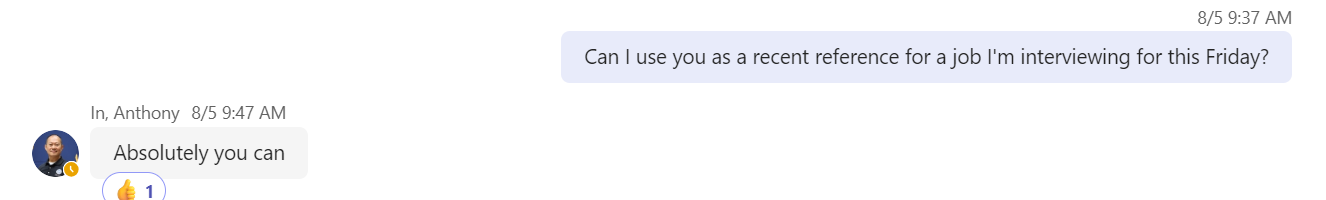 8/5 9:37 AM
Can I use you as a recent reference for a job I'm interviewing for this Friday?
In, Anthony 8/5 9:47 AM
Absolutely you can
👍 1